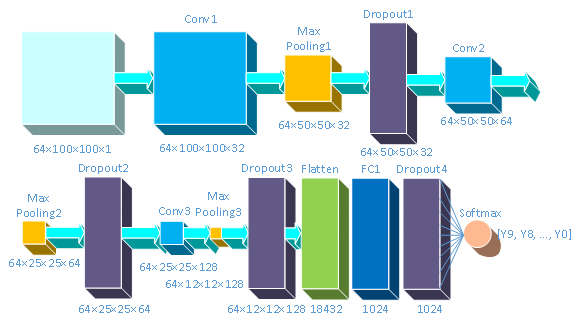 Conv1
Max
Pooling1
Dropout1
Conv2
64×100×100×1
64×100×100×32
64×50×50×32
64×50×50×32
64×50×50×64
Max
Pooling2
Dropout2
Conv3
Max
Pooling3
Dropout3
Flatten
FC1
Dropout4
Softmax
[Y9, Y8, ..., Y0]
64×25×25×64
64×25×25×64
64×25×25×128
64×12×12×128
64×12×12×128
18432
1024
1024